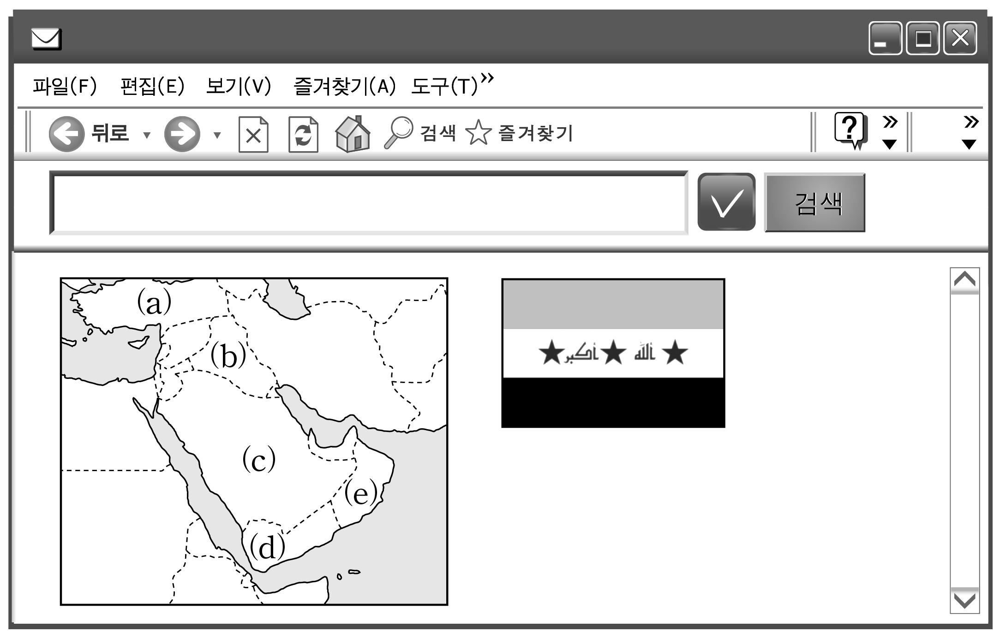 파일(F) 편집(E) 보기(V) 즐겨찾기(A) 도구(T)
뒤로 검색 즐겨찾기 ?
검색
(a)
(b)
(c)
(d)
(e)
★ الله ★ اكبر ★